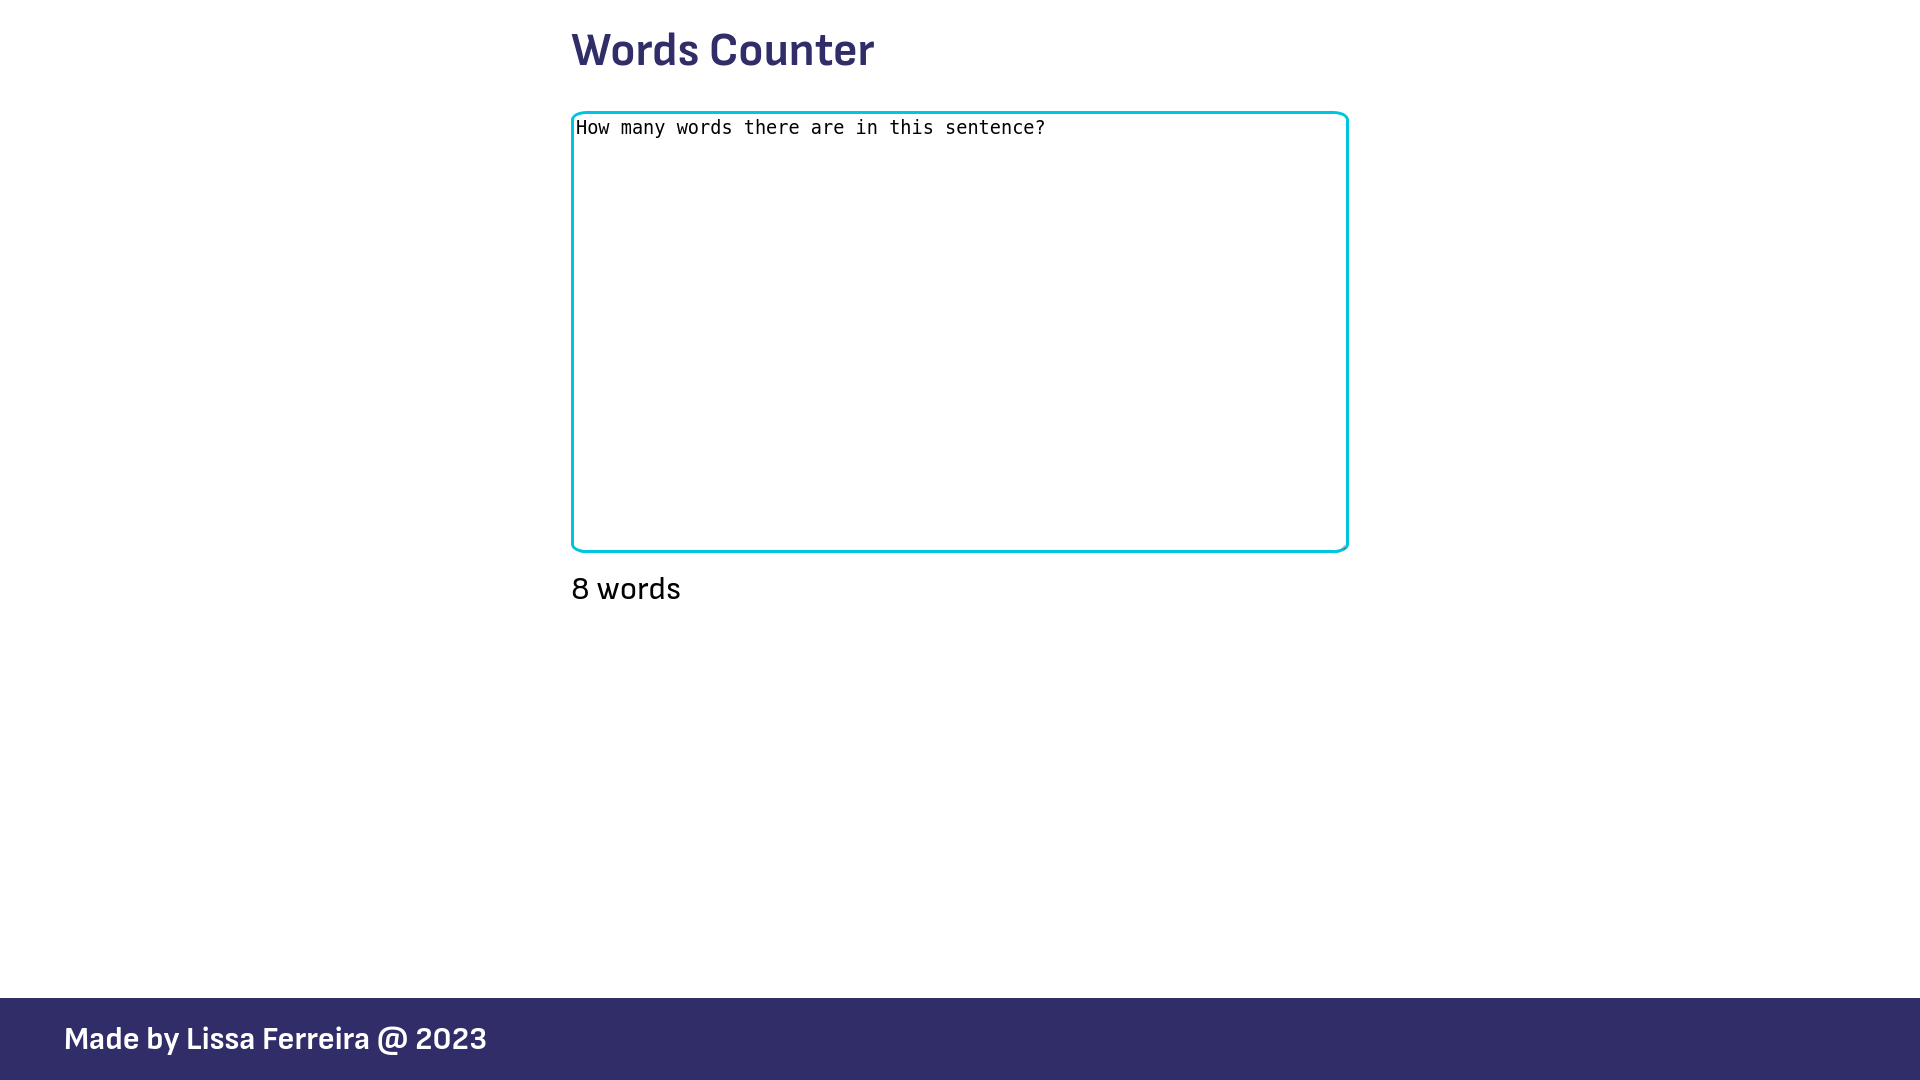 Words Counter
How many words there are in this sentence?
8 words
Made by Lissa Ferreira @ 2023